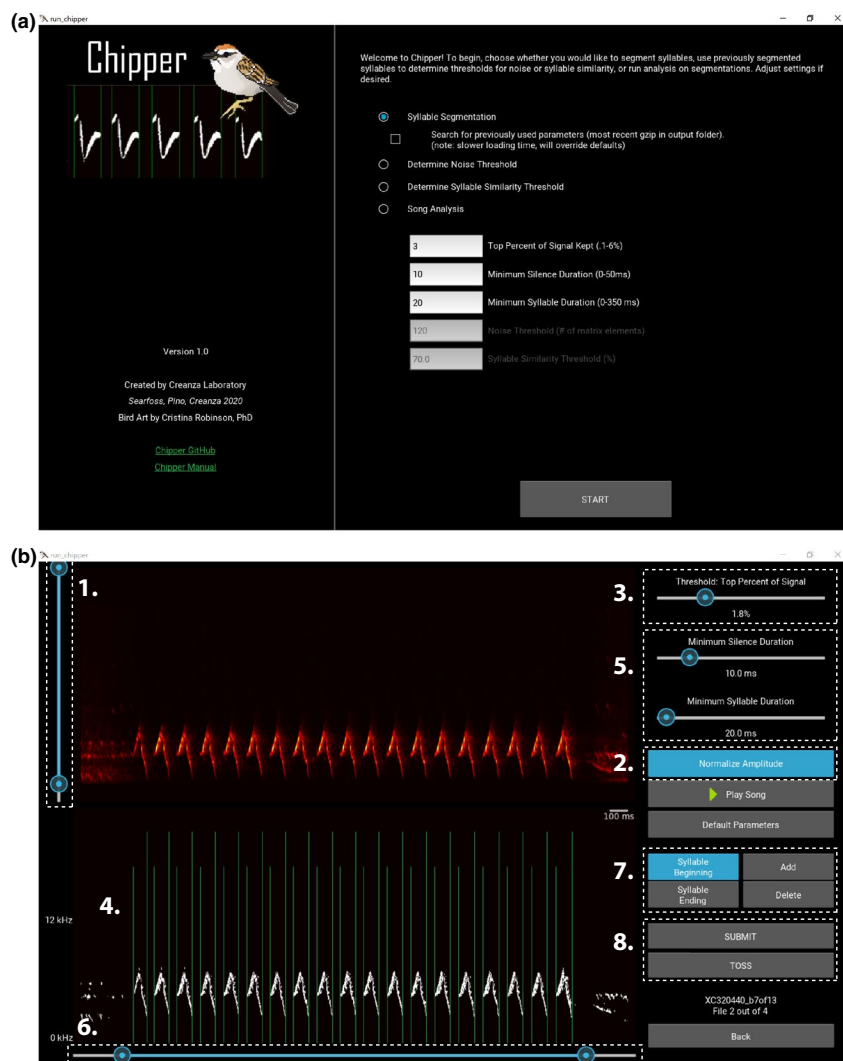 (a)
run_chipper
Chipper
Welcome to Chipper! To begin, choose whether you would like to segment syllables, use previously segmented
syllables to determine thresholds for noise or syllable similarity, or run analysis on segmentations. Adjust settings if
desired.
Syllable Segmentation
Search for previously used parameters (most recent gzip in output folder).
(note: slower loading time, will override defaults)
Determine Noise Threshold
Determine Syllable Similarity Threshold
Song Analysis
3 Top Percent of Signal Kept (.1-6%)
10 Minimum Silence Duration (0-50ms)
20 Minimum Syllable Duration (0-350 ms)
120 Noise Threshold (# of matrix elements)
70.0 Syllable Similarity Threshold (%)
Version 1.0
Created by Creanza Laboratory
Searfoss, Pino, Creanza 2020
Bird Art by Cristina Robinson, PhD
Chipper GitHub
Chipper Manual
START
(b)
run_chipper
1.
3.
Threshold: Top Percent of Signal
1.8%
5.
Minimum Silence Duration
10.0 ms
Minimum Syllable Duration
20.0 ms
2.
Normalize Amplitude
Play Song
Default Parameters
100 ms
4.
12 kHz
0 kHz
6.
7.
Syllable
Beginning
Add
Syllable
Ending
Delete
8.
SUBMIT
TOSS
XC320440_b7of13
File 2 out of 4
Back